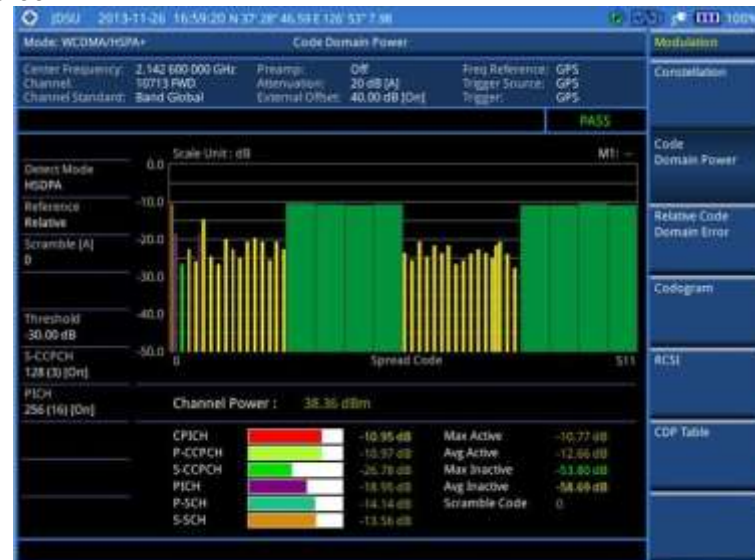 JDSU 2013-11-26 16:59:20 N 37° 28" 46.59 E 126° 53" 7.98 100%
Mode: WCDMA/HSPA+ Code Domain Power Modulation
Center Frequency: 2.142 600 000 GHz Preamp: Off Freq Reference: GPS
Channel: 10713 FWD Attenuation: 20 dB [A] Trigger Source: GPS
Channel Standard: Band Global External Offset: 40.00 dB [On] Trigger: GPS
PASS
Scale Unit : dB M1: --
0.0
-10.0
-20.0
-30.0
-40.0
-50.0
0 Spread Code 511
Detect Mode
HSDPA
Reference
Relative
Scramble [A]
0
Threshold
-30.00 dB
S-CCPCH
128 (3) [On]
PICH
256 (16) [On]
Channel Power : 38.36 dBm
CPICH -10.95 dB Max Active -10.77 dB
P-CCPCH -10.97 dB Avg Active -12.66 dB
S-CCPCH -26.78 dB Max Inactive -53.80 dB
PICH -18.95 dB Avg Inactive -58.69 dB
P-SCH -14.14 dB Scramble Code 0
S-SCH -13.56 dB
Constellation
Code
Domain Power
Relative Code
Domain Error
Codogram
RCSI
CDP Table